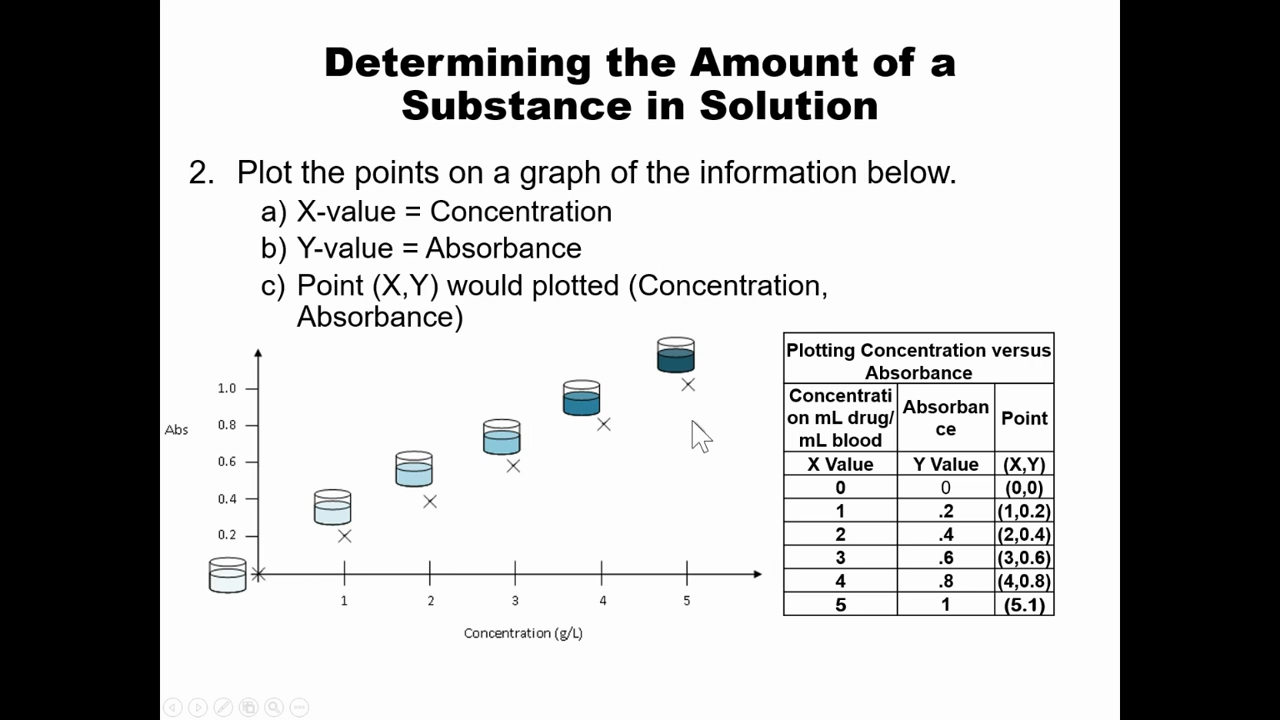 Determining the Amount of a
Substance in Solution
2. Plot the points on a graph of the information below.
a) X-value = Concentration
b) Y-value = Absorbance
c) Point (X,Y) would plotted (Concentration,
Absorbance)
1.0
Abs
0.8
0.6
0.4
0.2
1 2 3 4 5
Concentration (g/L)
Plotting Concentration versus
Absorbance
Concentrati
on mL drug/
mL blood
Absorban
ce
Point
X Value Y Value (X,Y)
0 0 (0,0)
1 .2 (1,0.2)
2 .4 (2,0.4)
3 .6 (3,0.6)
4 .8 (4,0.8)
5 1 (5.1)